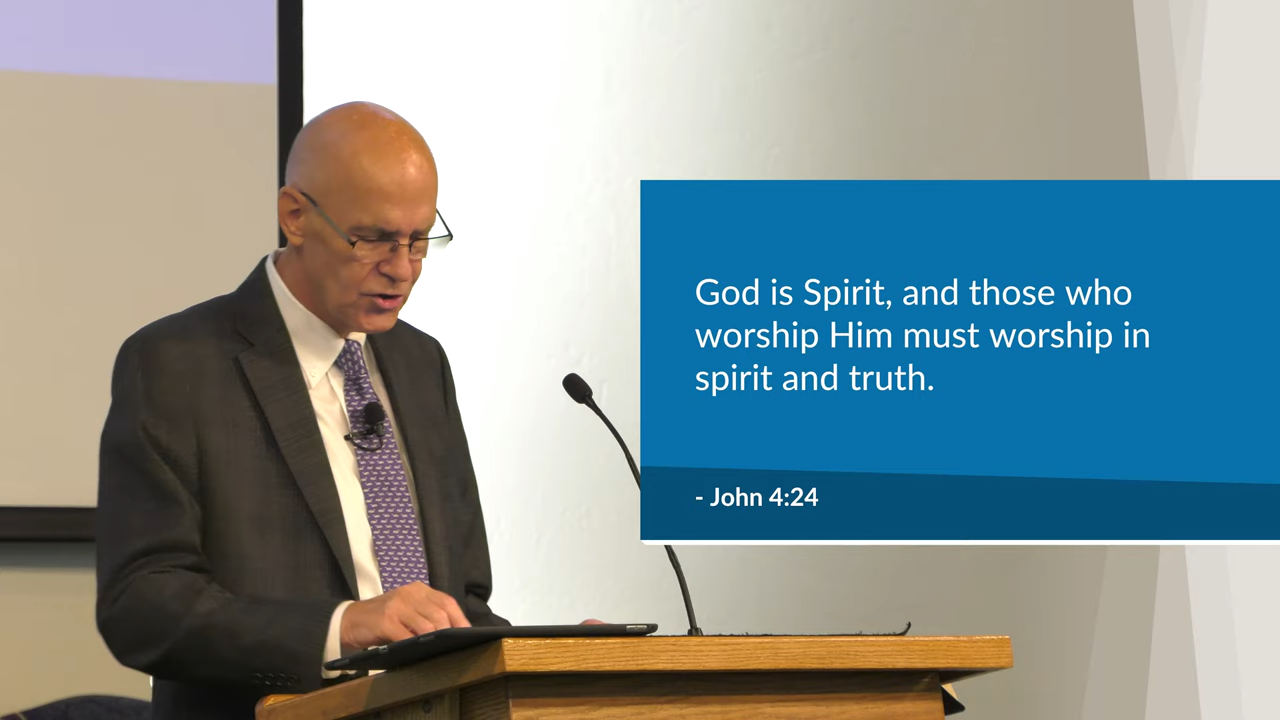 God is Spirit, and those who
worship Him must worship in
spirit and truth.
- John 4:24